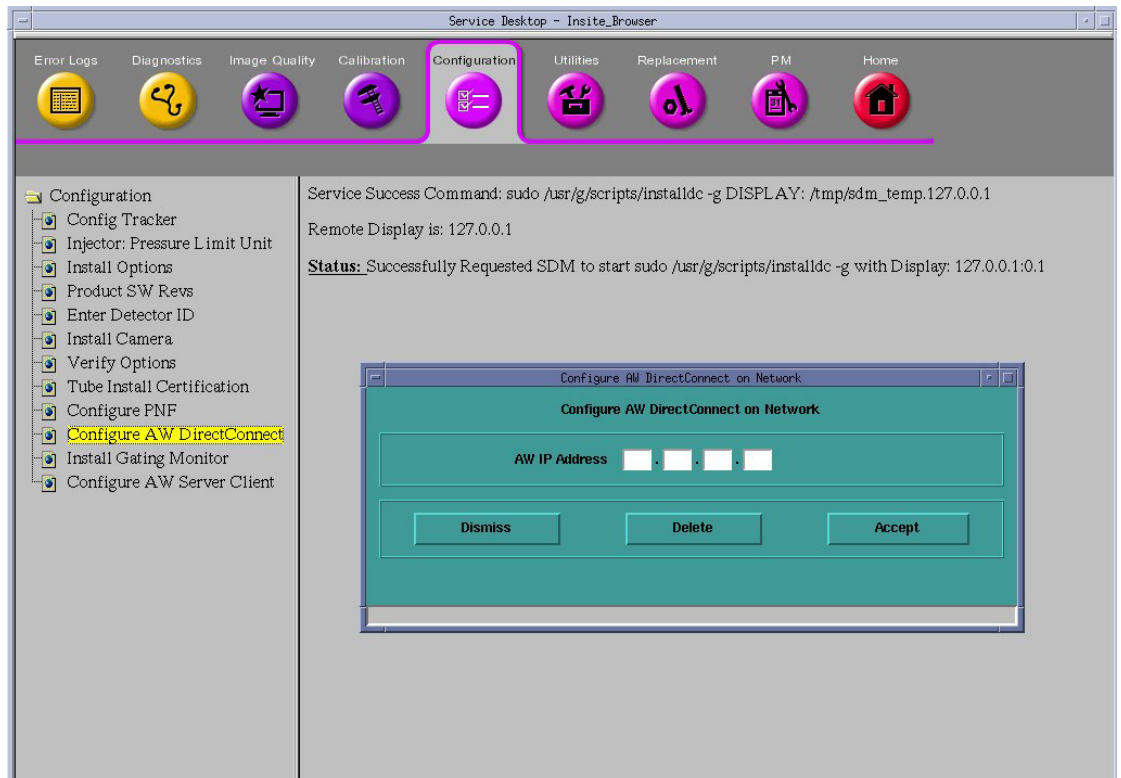 Service Desktop - Insite_Browser
Error Logs
Diagnostics
Image Quality
Calibration
Configuration
Utilities
Replacement
PM
Home
Configuration
Config Tracker
Injector: Pressure Limit Unit
Install Options
Product SW Revs
Enter Detector ID
Install Camera
Verify Options
Tube Install Certification
Configure PNF
Configure AW DirectConnect
Install Gating Monitor
Configure AW Server Client
Service Success Command: sudo /usr/g/scripts/installdc -g DISPLAY: /tmp/sdm_temp.127.0.0.1
Remote Display is: 127.0.0.1
Status: Successfully Requested SDM to start sudo /usr/g/scripts/installdc -g with Display: 127.0.0.1:0.1
Configure AW DirectConnect on Network
Configure AW DirectConnect on Network
AW IP Address . . .
Dismiss
Delete
Accept